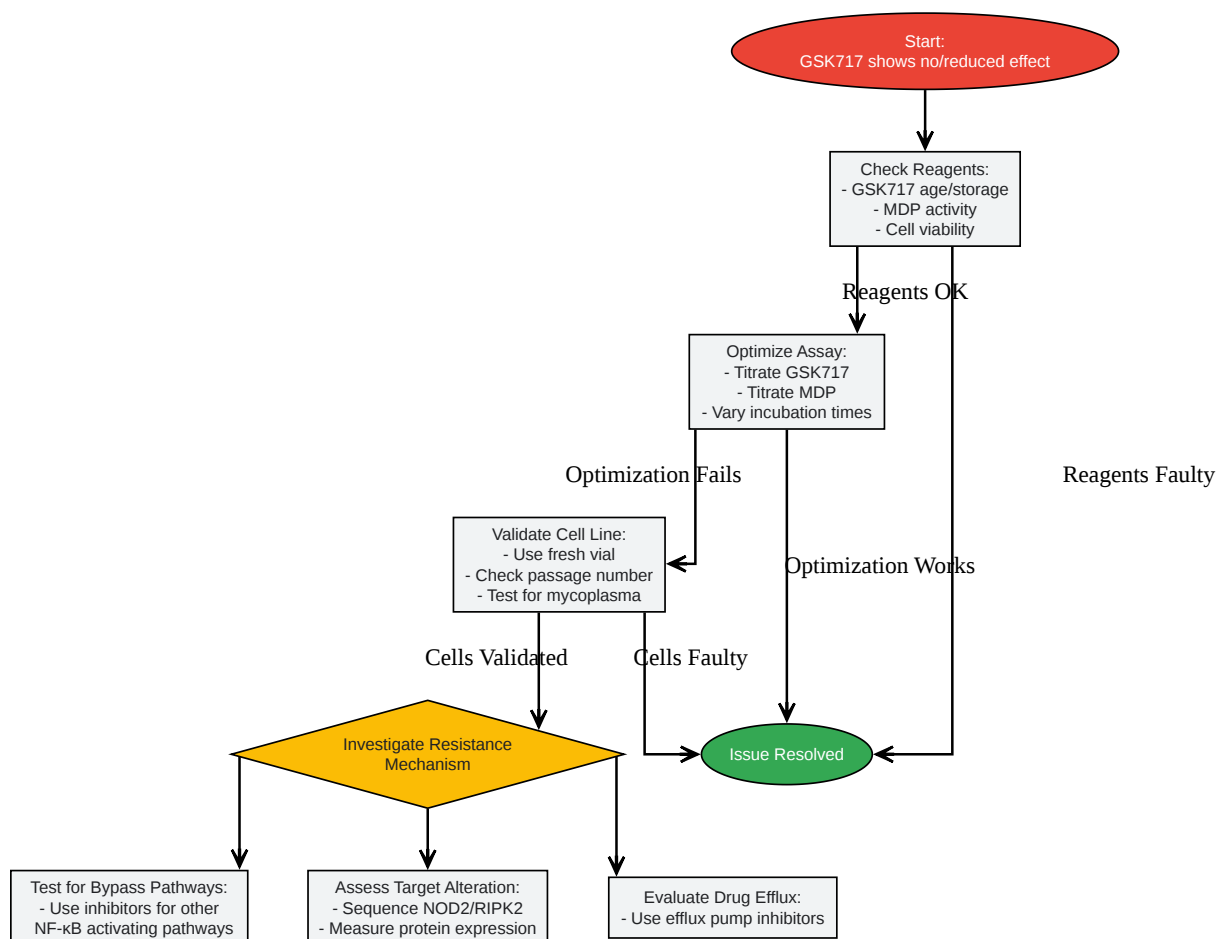 Start:
GSK717 shows no/reduced effect
Check Reagents:
- GSK717 age/storage
- MDP activity
- Cell viability
Reagents OK
Optimize Assay:
- Titrate GSK717
- Titrate MDP
- Vary incubation times
Optimization Fails
Reagents Faulty
Validate Cell Line:
- Use fresh vial
- Check passage number
- Test for mycoplasma
Optimization Works
Cells Validated
Cells Faulty
Investigate Resistance
Mechanism
Issue Resolved
Test for Bypass Pathways:
- Use inhibitors for other
NF-κB activating pathways
Assess Target Alteration:
- Sequence NOD2/RIPK2
- Measure protein expression
Evaluate Drug Efflux:
- Use efflux pump inhibitors